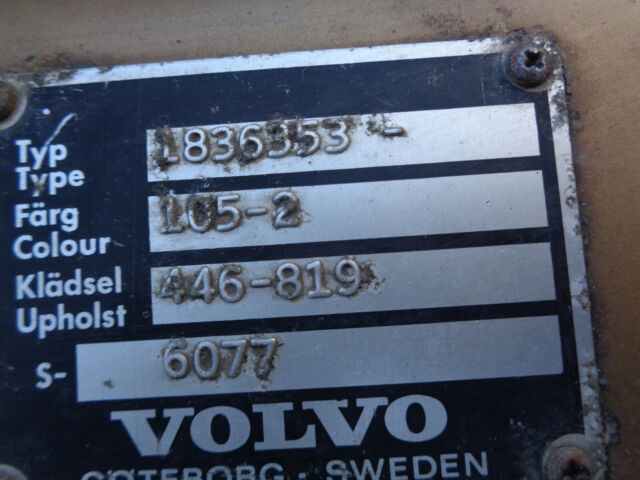 Typ
Type
1836353 -
Färg
Colour
105-2
Klädsel
Upholst
446-819
S- 6077
VOLVO
GÖTEBORG · SWEDEN